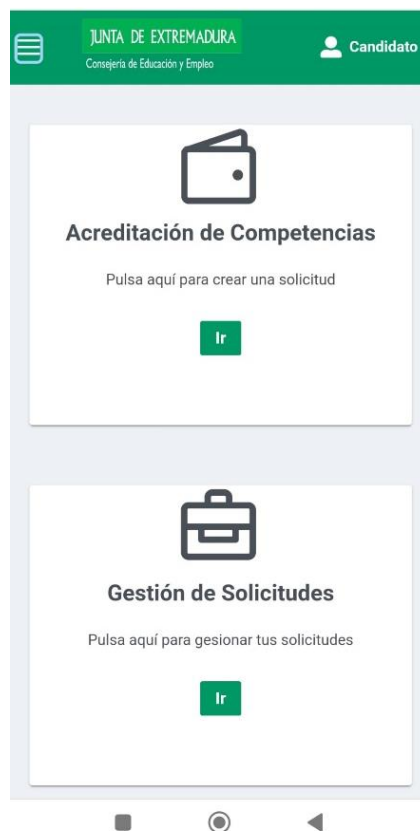 JUNTA DE EXTREMADURA
Consejería de Educación y Empleo
Candidato
Acreditación de Competencias
Pulsa aquí para crear una solicitud
Ir
Gestión de Solicitudes
Pulsa aquí para gesionar tus solicitudes
Ir